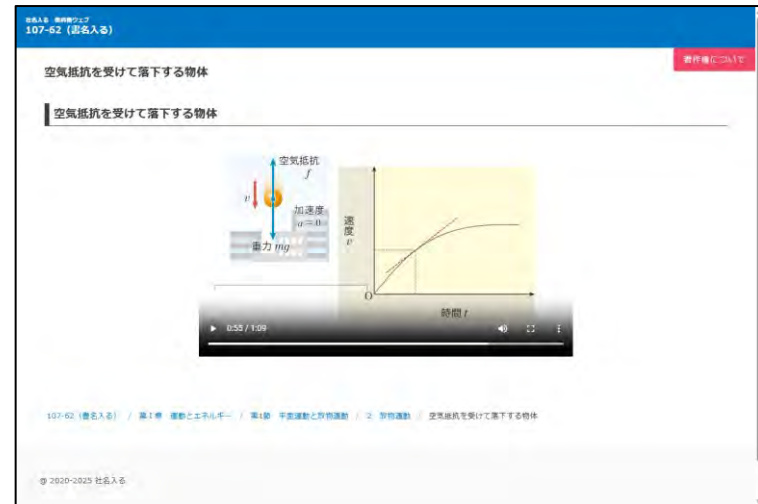 社名入る 教科書ウェブ
107-62（書名入る）
著作権について
空気抵抗を受けて落下する物体
空気抵抗を受けて落下する物体
空気抵抗
f
v
加速度
a = 0
重力 mg
速度 v
O
時間 t
0:55 / 1:09
107-62（書名入る） / 第1章 運動とエネルギー / 第1節 平面運動と放物運動 / 2 放物運動 / 空気抵抗を受けて落下する物体
@ 2020-2025 社名入る